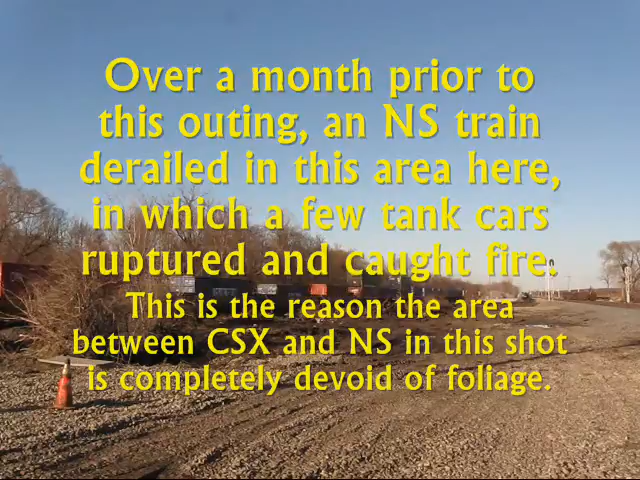 Over a month prior to
this outing, an NS train
derailed in this area here,
in which a few tank cars
ruptured and caught fire.
This is the reason the area
between CSX and NS in this shot
is completely devoid of foliage.